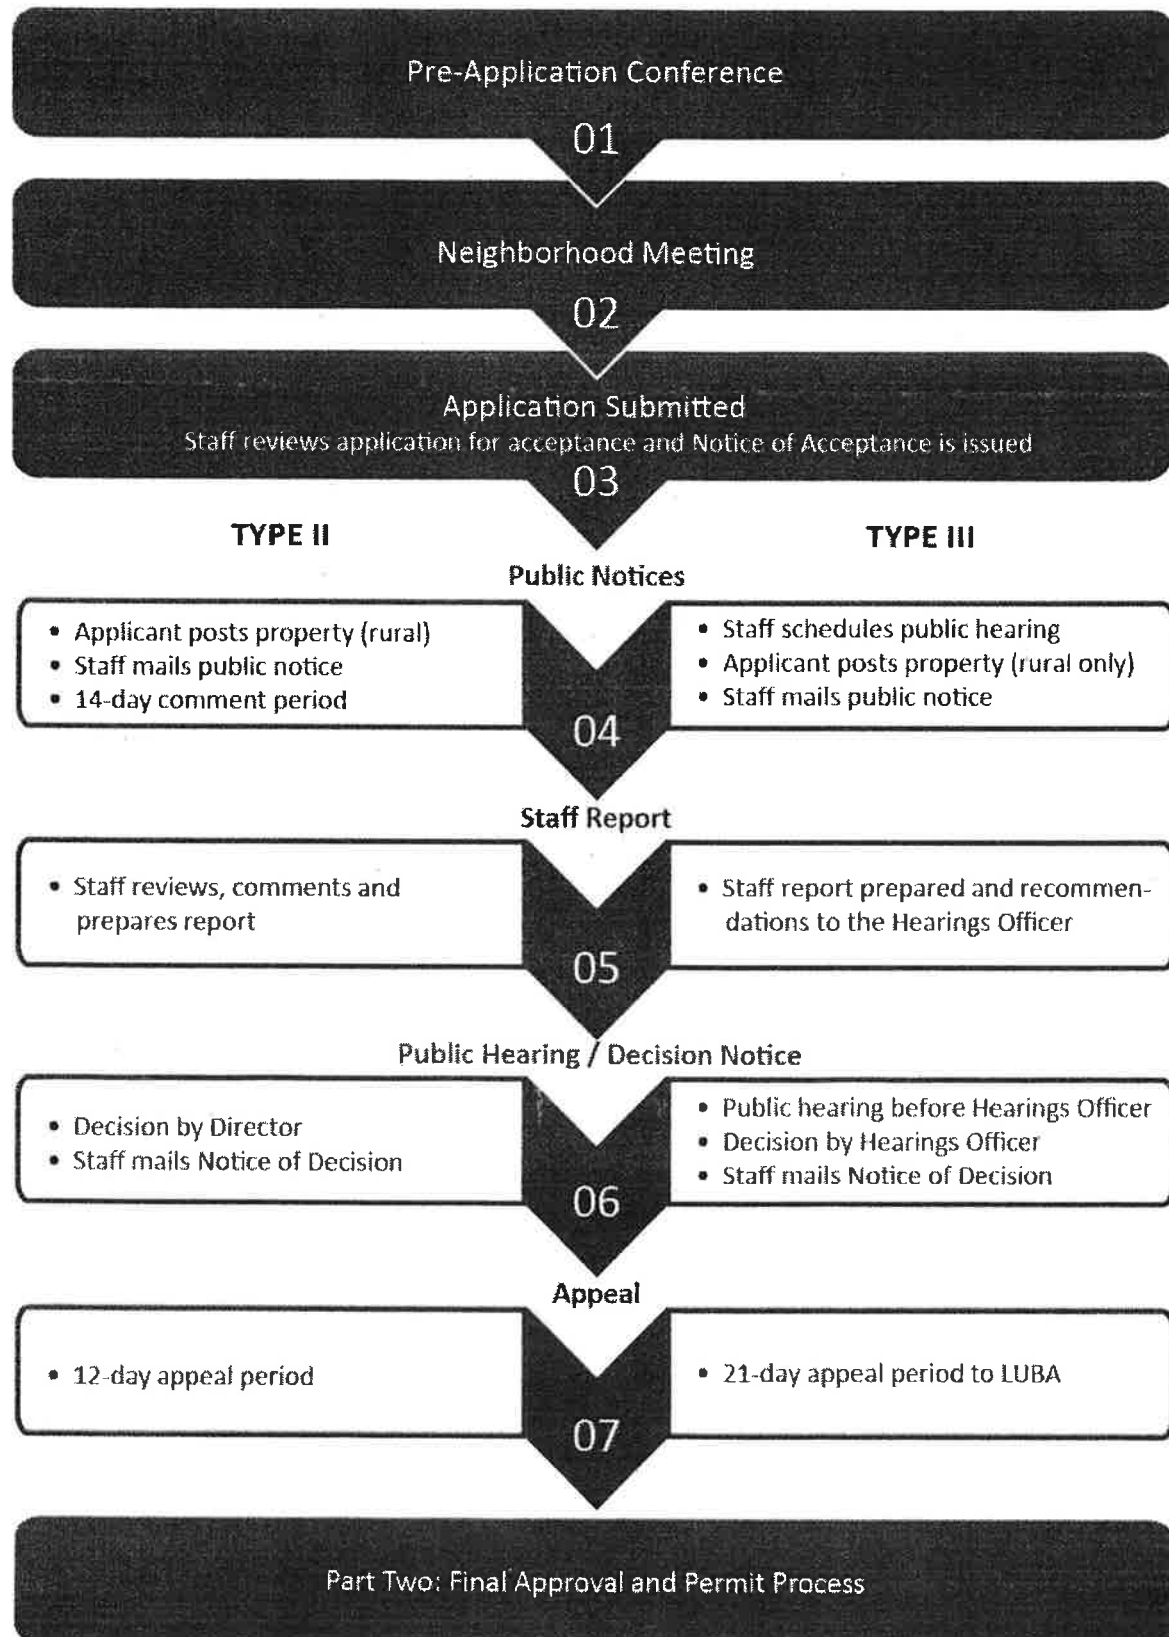 Pre-Application Conference
01
Neighborhood Meeting
02
Application Submitted
Staff reviews application for acceptance and Notice of Acceptance is issued
03
TYPE II
TYPE III
Public Notices
• Applicant posts property (rural)
• Staff mails public notice
• 14-day comment period
• Staff schedules public hearing
• Applicant posts property (rural only)
• Staff mails public notice
04
Staff Report
• Staff reviews, comments and
prepares report
• Staff report prepared and recommen-
dations to the Hearings Officer
05
Public Hearing / Decision Notice
• Decision by Director
• Staff mails Notice of Decision
• Public hearing before Hearings Officer
• Decision by Hearings Officer
• Staff mails Notice of Decision
06
Appeal
• 12-day appeal period
• 21-day appeal period to LUBA
07
Part Two: Final Approval and Permit Process